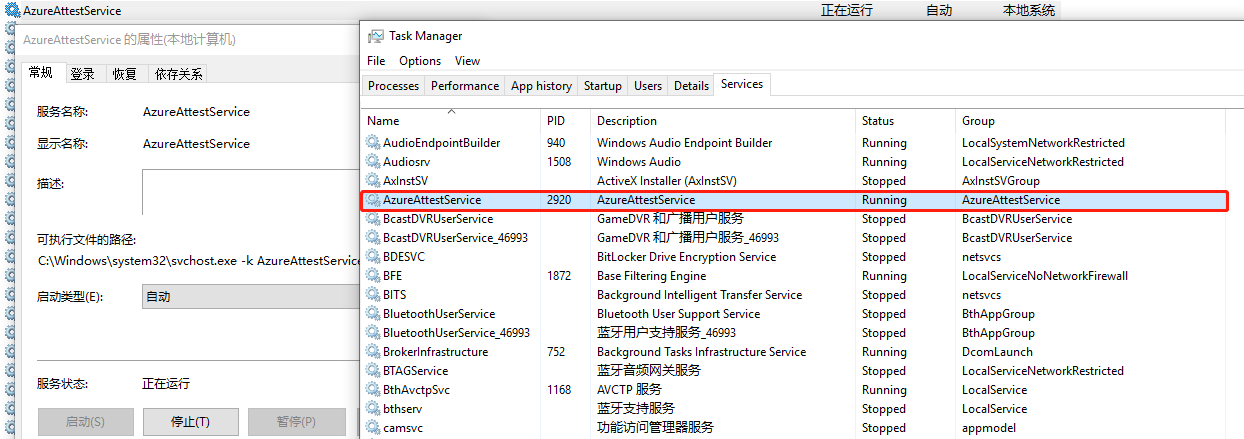 AzureAttestService 正在运行 自动 本地系统
AzureAttestService 的属性(本地计算机)
常规 登录 恢复 依存关系
服务名称: AzureAttestService
显示名称: AzureAttestService
描述:
可执行文件的路径:
C:\Windows\system32\svchost.exe -k AzureAttestService
启动类型(E): 自动
服务状态: 正在运行
启动(S) 停止(T) 暂停(P)
Task Manager
File Options View
Processes Performance App history Startup Users Details Services
Name PID Description Status Group
AudioEndpointBuilder 940 Windows Audio Endpoint Builder Running LocalSystemNetworkRestricted
Audiosrv 1508 Windows Audio Running LocalServiceNetworkRestricted
AxInstSV ActiveX Installer (AxInstSV) Stopped AxInstSVGroup
AzureAttestService 2920 AzureAttestService Running AzureAttestService
BcastDVRUserService GameDVR 和广播用户服务 Stopped BcastDVRUserService
BcastDVRUserService_46993 GameDVR 和广播用户服务_46993 Stopped BcastDVRUserService
BDESVC BitLocker Drive Encryption Service Stopped netsvcs
BFE 1872 Base Filtering Engine Running LocalServiceNoNetworkFirewall
BITS Background Intelligent Transfer Service Stopped netsvcs
BluetoothUserService Bluetooth User Support Service Stopped BthAppGroup
BluetoothUserService_46993 蓝牙用户支持服务_46993 Stopped BthAppGroup
BrokerInfrastructure 752 Background Tasks Infrastructure Service Running DcomLaunch
BTAGService 蓝牙音频网关服务 Stopped LocalServiceNetworkRestricted
BthAvctpSvc 1168 AVCTP 服务 Running LocalService
bthserv 蓝牙支持服务 Stopped LocalService
camsvc 功能访问管理器服务 Stopped appmodel